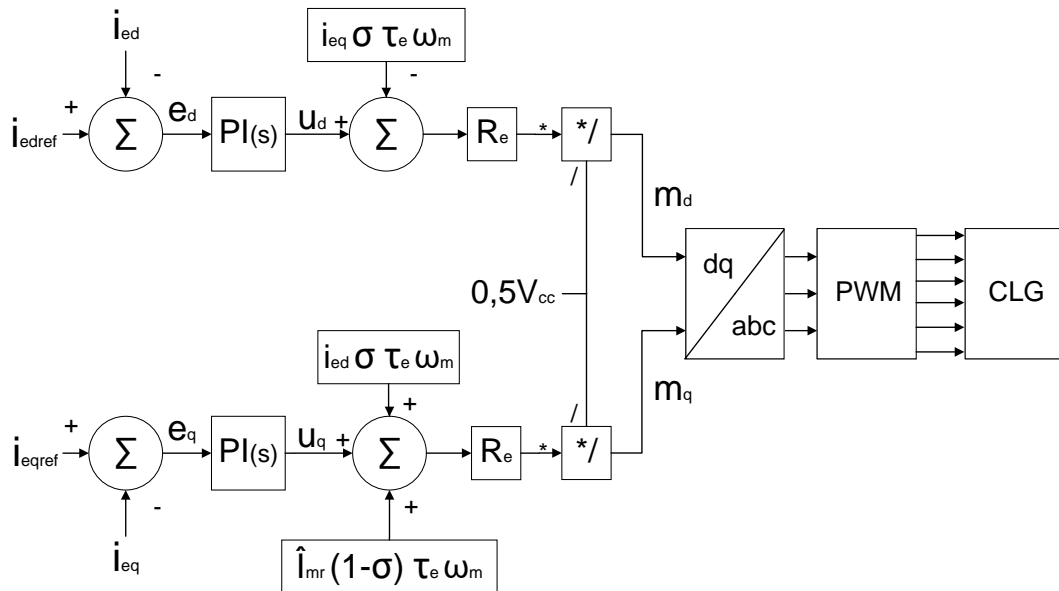 i_ed
i_eq σ τ_e ω_m
-
-
+
e_d
u_d +
i_edref
Σ
PI(s)
Σ
R_e
*
*/
/
m_d
dq
abc
PWM
CLG
0,5V_cc
i_ed σ τ_e ω_m
m_q
+
/
+
e_q
u_q +
i_eqref
Σ
PI(s)
Σ
R_e
*
*/
-
+
i_eq
Î_mr (1-σ) τ_e ω_m